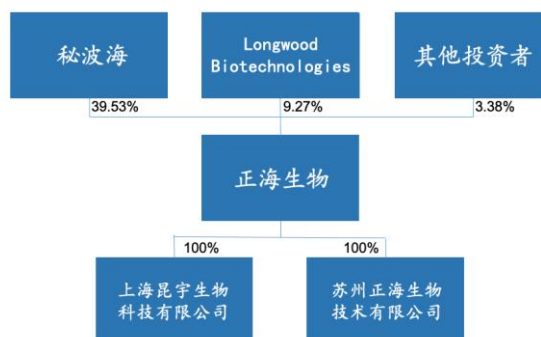 秘波海
Longwood
Biotechnologies
其他投资者
39.53%
9.27%
3.38%
正海生物
100%
100%
上海昆宇生物
科技有限公司
苏州正海生物
技术有限公司